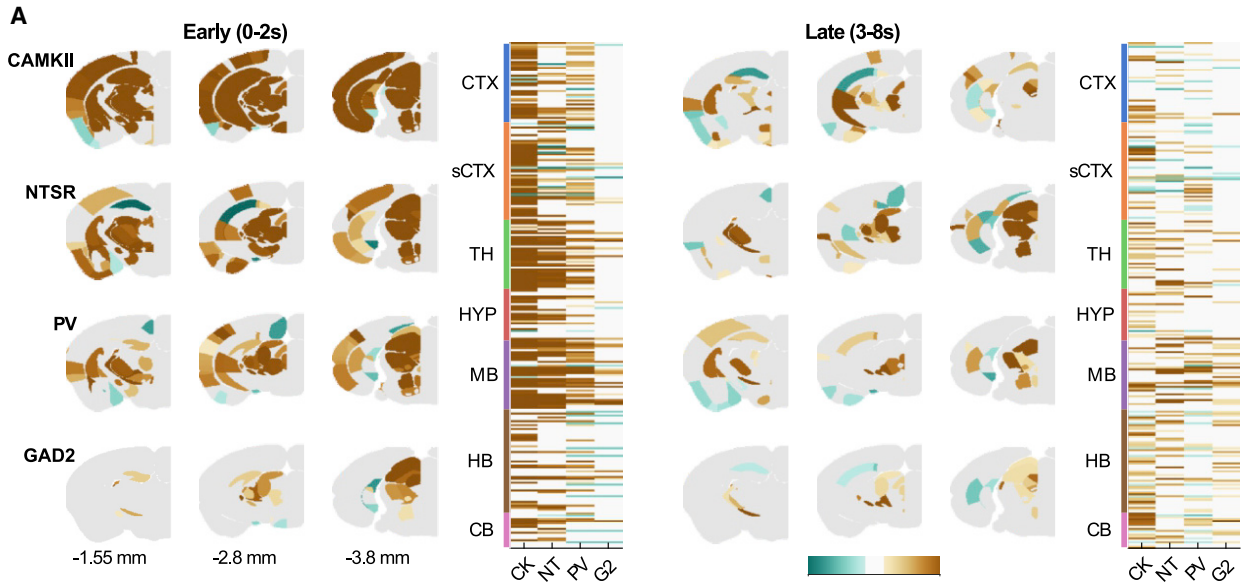 A
Early (0-2s)
Late (3-8s)
CAMKII
NTSR
PV
GAD2
-1.55 mm
-2.8 mm
-3.8 mm
CTX
sCTX
TH
HYP
MB
HB
CB
CK
NT
PV
G2
CTX
sCTX
TH
HYP
MB
HB
CB
CK
NT
PV
G2